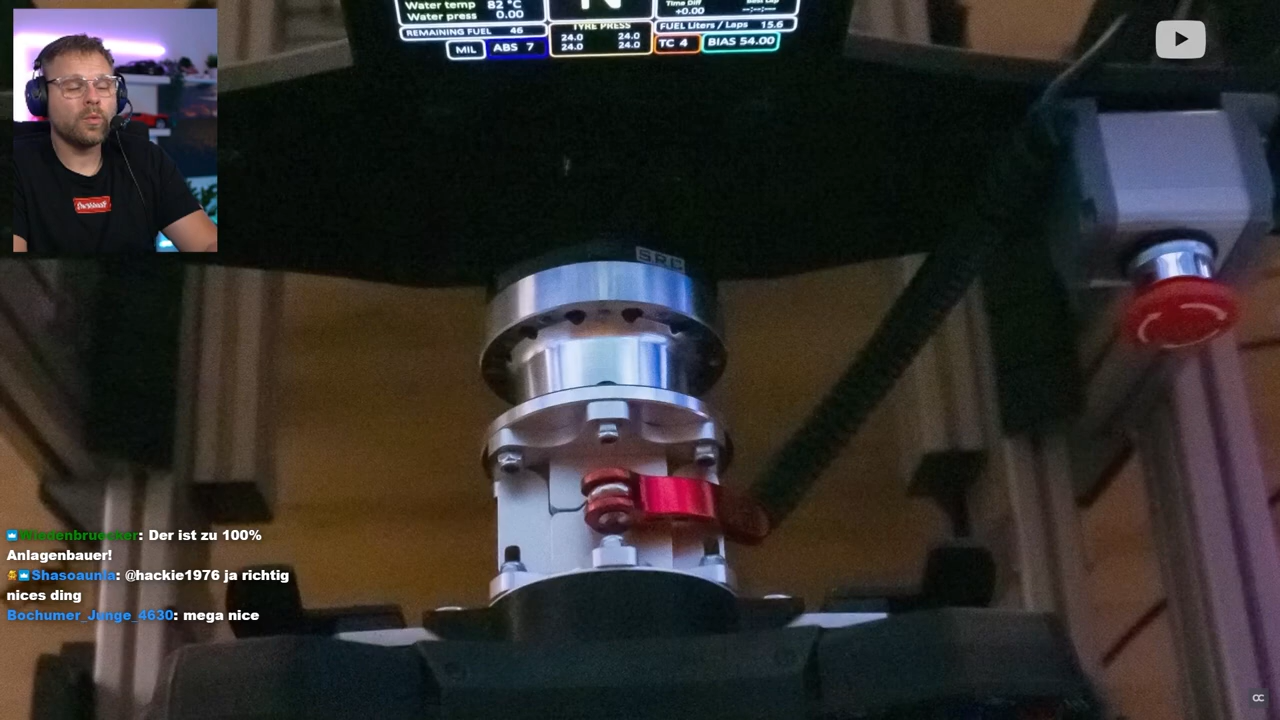 Water temp 82 °C
Water press 0.00
REMAINING FUEL 46
MIL
ABS 7
N
TYRE PRESS
24.0 24.0
24.0 24.0
Time Diff
+0.00
--:--:--
FUEL Liters / Laps 15.6
TC 4
BIAS 54.00
S.R.C
Wiedenbruecker: Der ist zu 100%
Anlagenbauer!
Shasoaunia: @hackie1976 ja richtig
nices ding
Bochumer_Junge_4630: mega nice
CC